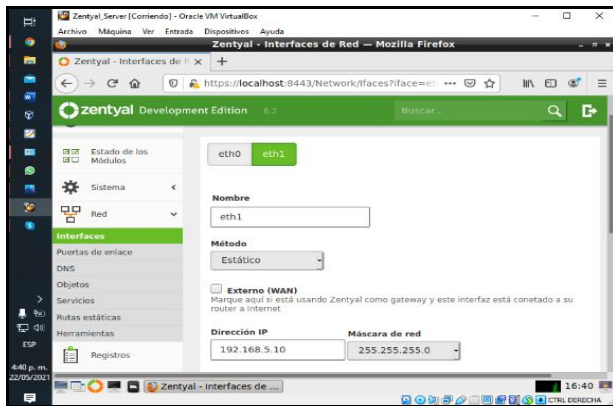 Zentyal_Server [Corriendo] - Oracle VM VirtualBox
Archivo Máquina Ver Entrada Dispositivos Ayuda
Zentyal - Interfaces de Red — Mozilla Firefox
Zentyal - Interfaces de R
https://localhost:8443/Network/Ifaces?iface=e
zentyal Development Edition 6.2
Buscar...
Estado de los
Módulos
Sistema
Red
Interfaces
Puertas de enlace
DNS
Objetos
Servicios
Rutas estáticas
Herramientas
Registros
eth0 eth1
Nombre
eth1
Método
Estático
Externo (WAN)
Marque aquí si está usando Zentyal como gateway y este interfaz está conetado a su
router a Internet
Dirección IP Máscara de red
192.168.5.10 255.255.255.0
ESP
4:40 p. m.
22/05/2021
Zentyal - Interfaces de ...
16:40
CTRL DERECHA